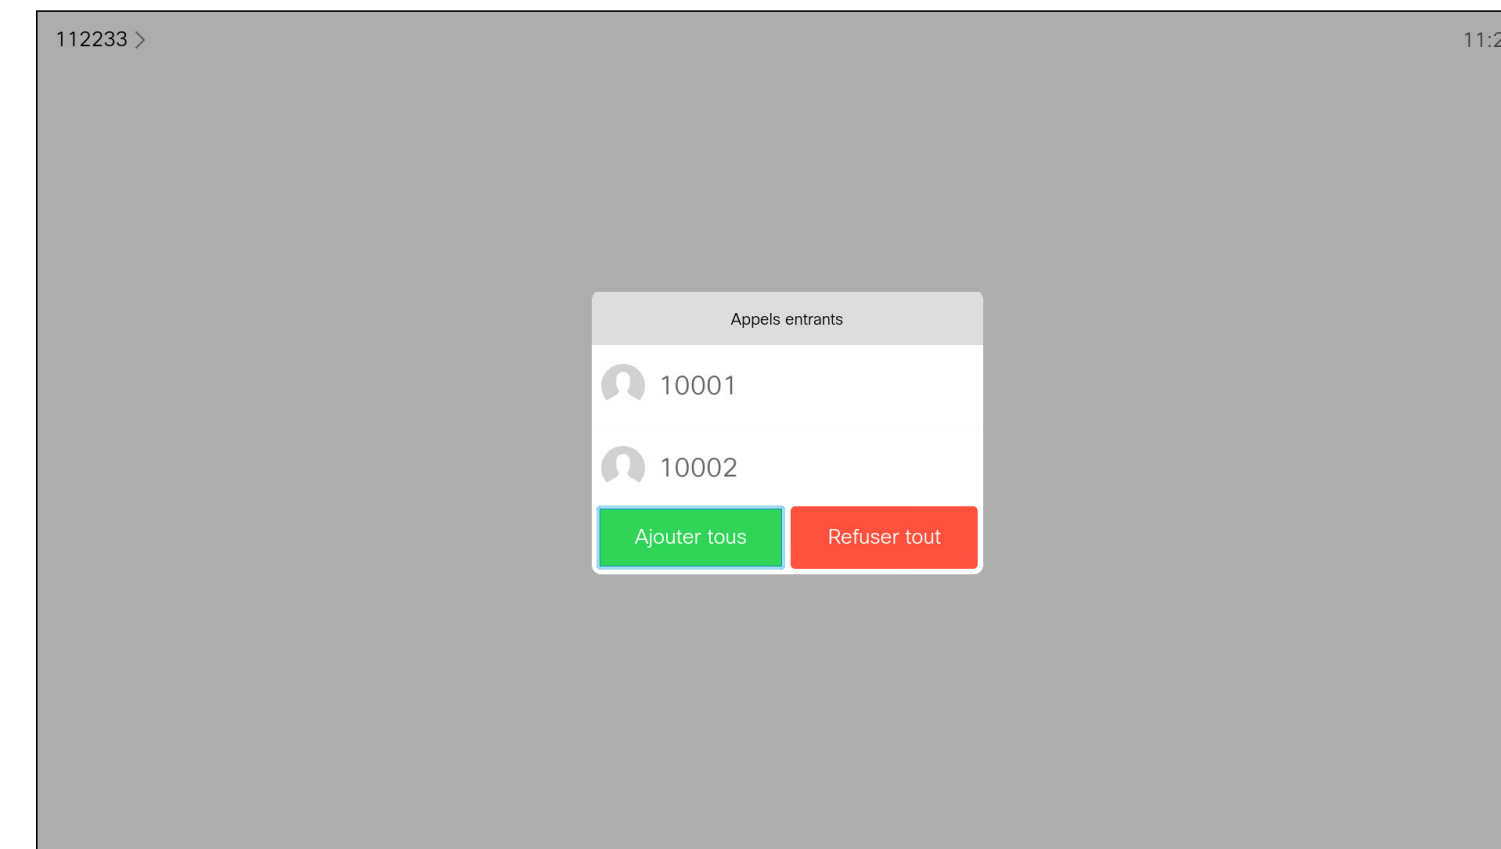 112233
Appels entrants
10001
10002
Ajouter tous
Refuser tout